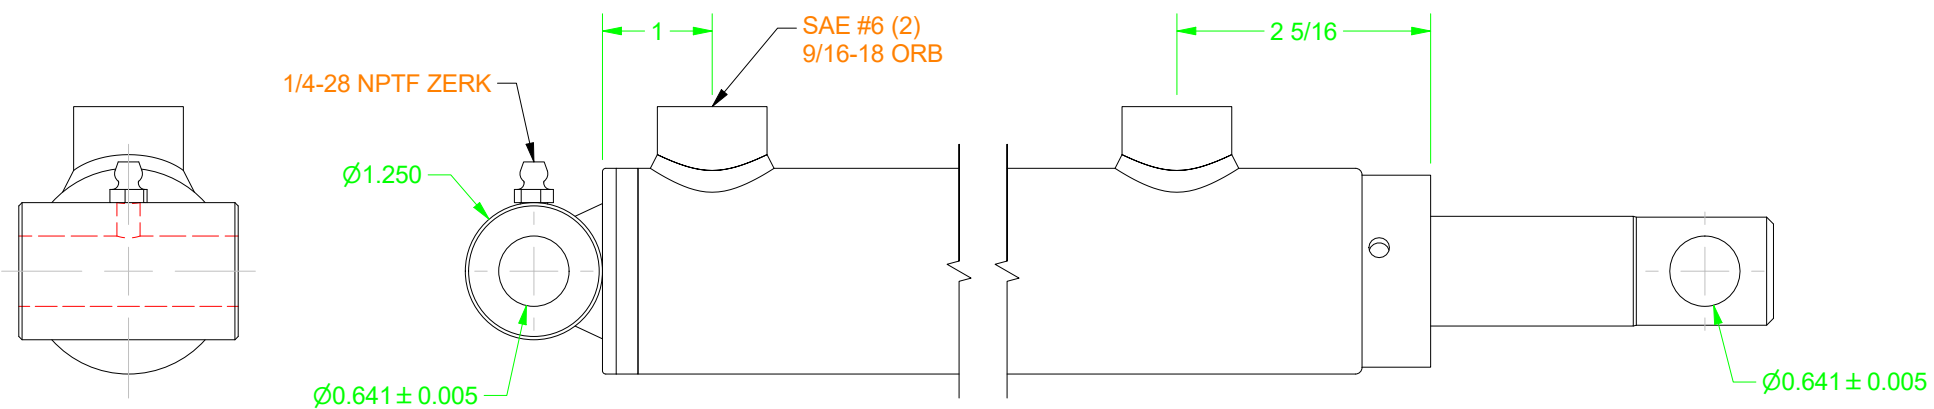 1
SAE #6 (2)
9/16-18 ORB
2 5/16
1/4-28 NPTF ZERK
Ø1.250
Ø0.641 ± 0.005
Ø0.641 ± 0.005